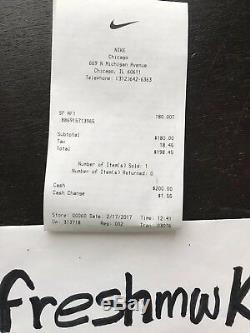 NIKE
Chicago
669 N Michigan Avenue
Chicago, IL 60611
Telephone: (312)642-6363
SF AF1 180.00T
886915713965
Subtotal $180.00
Tax 18.45
Total $198.45
Number of Item(s) Sold: 1
Number of Item(s) Returned: 0
Cash $200.00
Cash Change $1.55
Store: Date: 2/17/2017 Time: 12:41
Reg: 002
freshmwk